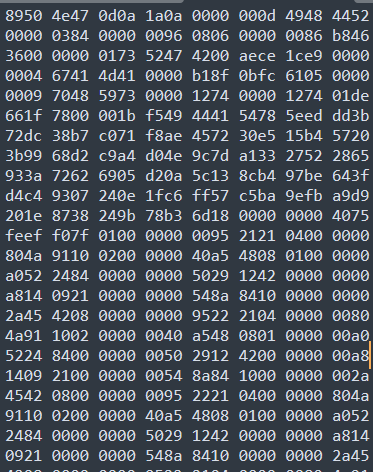 8950 4e47 0d0a 1a0a 0000 000d 4948 4452
0000 0384 0000 0096 0806 0000 0086 b846
3600 0000 0173 5247 4200 aece 1ce9 0000
0004 6741 4d41 0000 b18f 0bfc 6105 0000
0009 7048 5973 0000 1274 0000 1274 01de
661f 7800 001b f549 4441 5478 5eed dd3b
72dc 38b7 c071 f8ae 4572 30e5 15b4 5720
3b99 68d2 c9a4 d04e 9c7d a133 2752 2865
933a 7262 6905 d20a 5c13 8cb4 97be 643f
d4c4 9307 240e 1fc6 ff57 c5ba 9efb a9d9
201e 8738 249b 78b3 6d18 0000 0000 4075
feef f07f 0100 0000 0095 2121 0400 0000
804a 9110 0200 0000 40a5 4808 0100 0000
a052 2484 0000 0000 5029 1242 0000 0000
a814 0921 0000 0000 548a 8410 0000 0000
2a45 4208 0000 0000 9522 2104 0000 0080
4a91 1002 0000 0040 a548 0801 0000 00a0
5224 8400 0000 0050 2912 4200 0000 00a8
1409 2100 0000 0054 8a84 1000 0000 002a
4542 0800 0000 0095 2221 0400 0000 804a
9110 0200 0000 40a5 4808 0100 0000 a052
2484 0000 0000 5029 1242 0000 0000 a814
0921 0000 0000 548a 8410 0000 0000 2a45